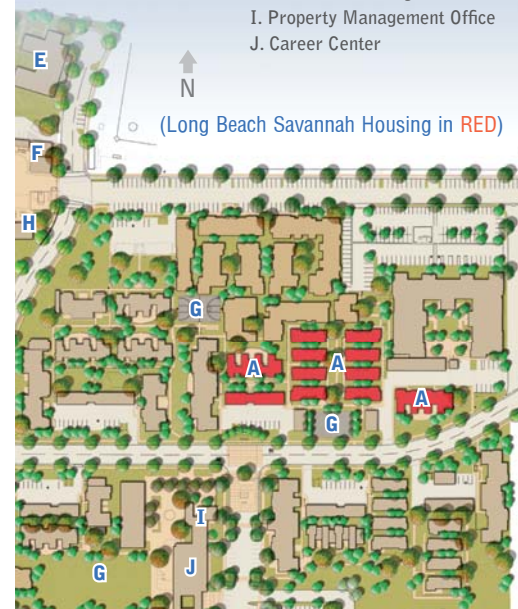 I. Property Management Office
J. Career Center
N
(Long Beach Savannah Housing in RED)
E
F
H
G
A
A
A
G
I
G
J